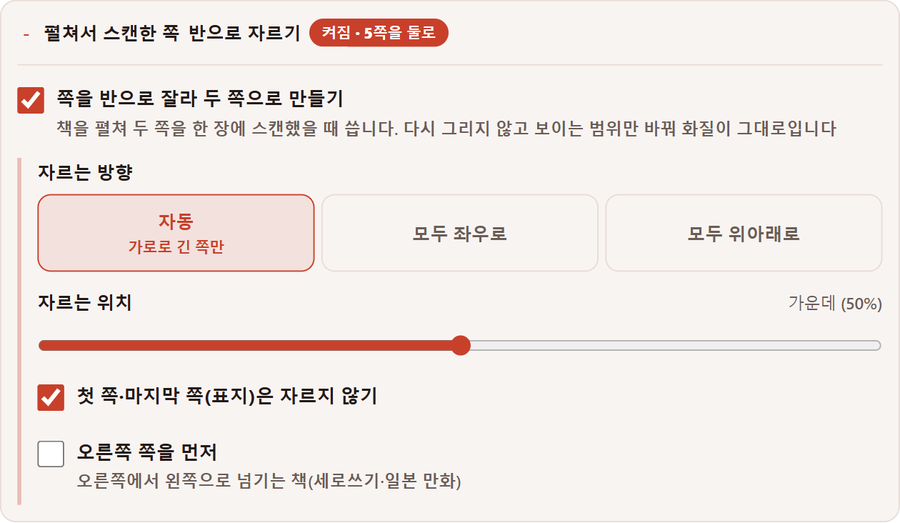 - 펼쳐서 스캔한 쪽 반으로 자르기 켜짐 · 5쪽을 둘로
쪽을 반으로 잘라 두 쪽으로 만들기
책을 펼쳐 두 쪽을 한 장에 스캔했을 때 씁니다. 다시 그리지 않고 보이는 범위만 바꿔 화질이 그대로입니다
자르는 방향
자동 모두 좌우로 모두 위아래로
가로로 긴 쪽만
자르는 위치 가운데 (50%)
첫 쪽·마지막 쪽(표지)은 자르지 않기
오른쪽 쪽을 먼저
오른쪽에서 왼쪽으로 넘기는 책(세로쓰기·일본 만화)